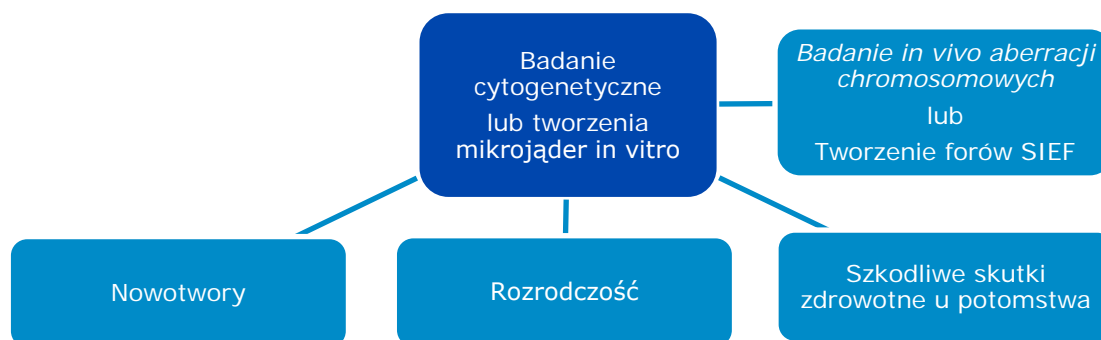 Badanie
cytogenetyczne
lub tworzenia
mikrojąder in vitro
Badanie in vivo aberracji
chromosomowych
lub
Tworzenie forów SIEF
Nowotwory
Rozrodczość
Szkodliwe skutki
zdrowotne u potomstwa